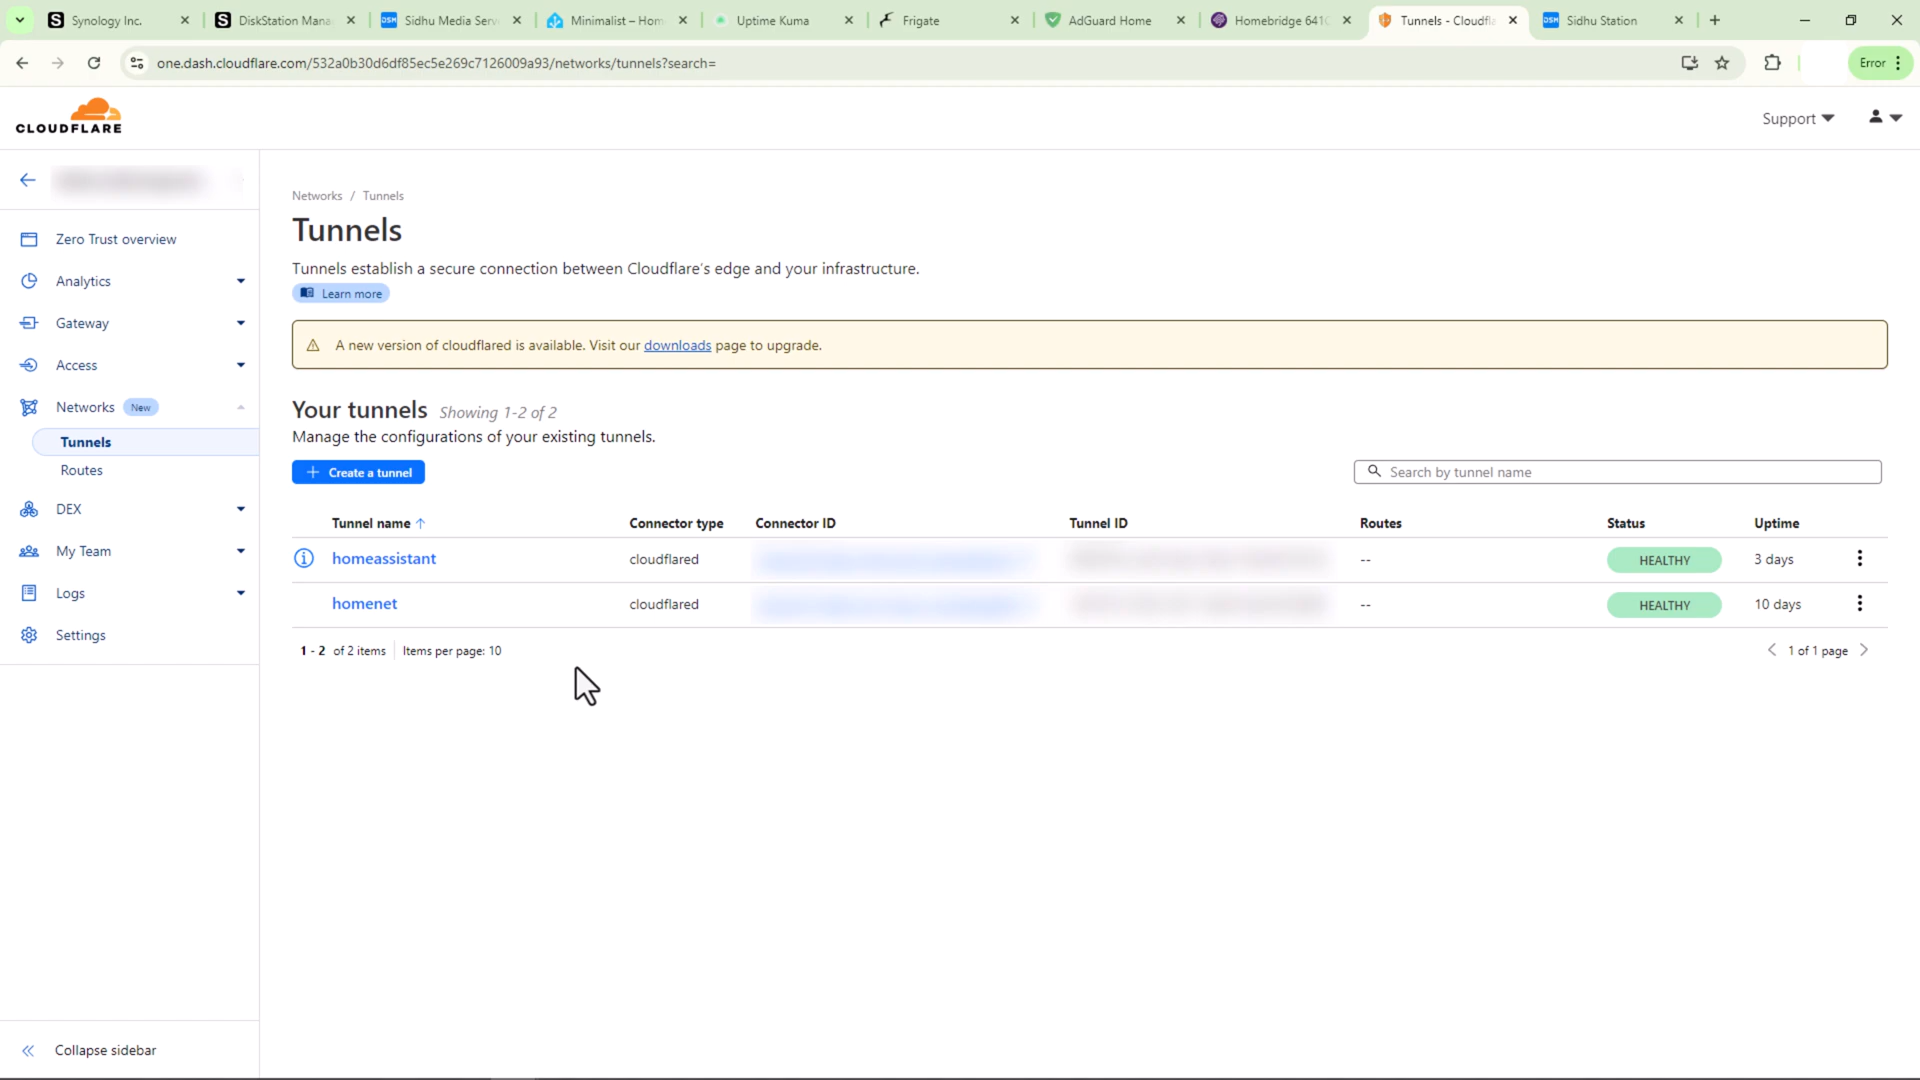 Synology Inc.
DiskStation Mana
Sidhu Media Serv
Minimalist – Hom
Uptime Kuma
Frigate
AdGuard Home
Homebridge 641C
Tunnels - Cloudfla
Sidhu Station
one.dash.cloudflare.com/532a0b30d6df85ec5e269c7126009a93/networks/tunnels?search=
Error
CLOUDFLARE
Support
Zero Trust overview
Analytics
Gateway
Access
Networks New
Tunnels
Routes
DEX
My Team
Logs
Settings
Collapse sidebar
Networks / Tunnels
Tunnels
Tunnels establish a secure connection between Cloudflare's edge and your infrastructure.
Learn more
A new version of cloudflared is available. Visit our downloads page to upgrade.
Your tunnels Showing 1-2 of 2
Manage the configurations of your existing tunnels.
+ Create a tunnel
Search by tunnel name
Tunnel name ↑ Connector type Connector ID Tunnel ID Routes Status Uptime
homeassistant cloudflared -- HEALTHY 3 days
homenet cloudflared -- HEALTHY 10 days
1 - 2 of 2 items Items per page: 10
1 of 1 page